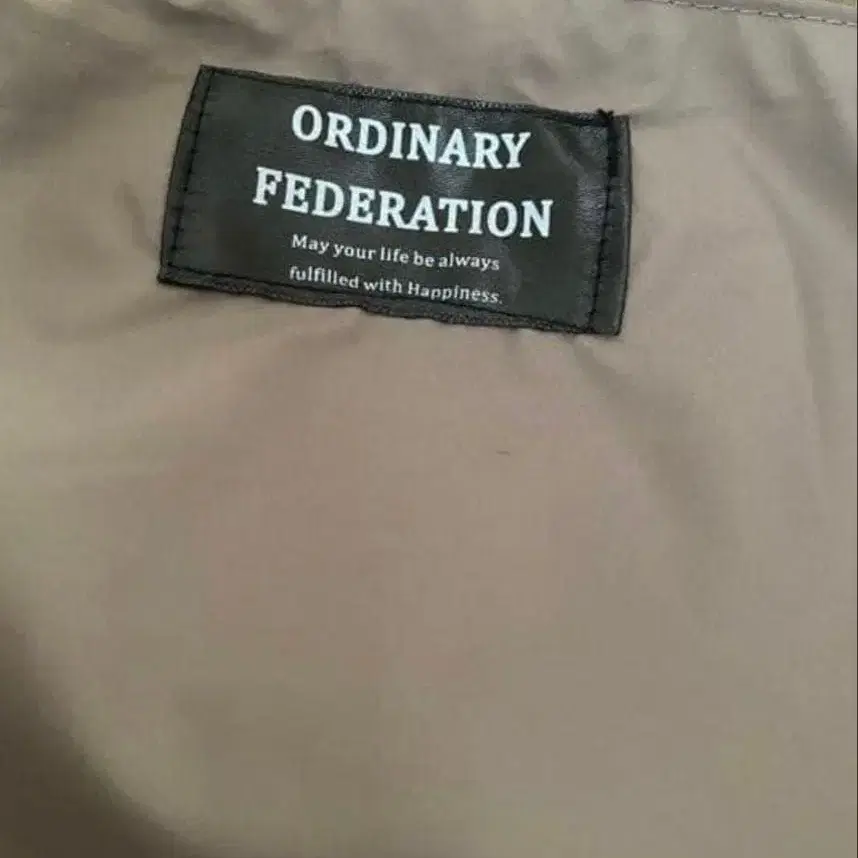 ORDINARY
FEDERATION
May your life be always
fulfilled with Happiness.